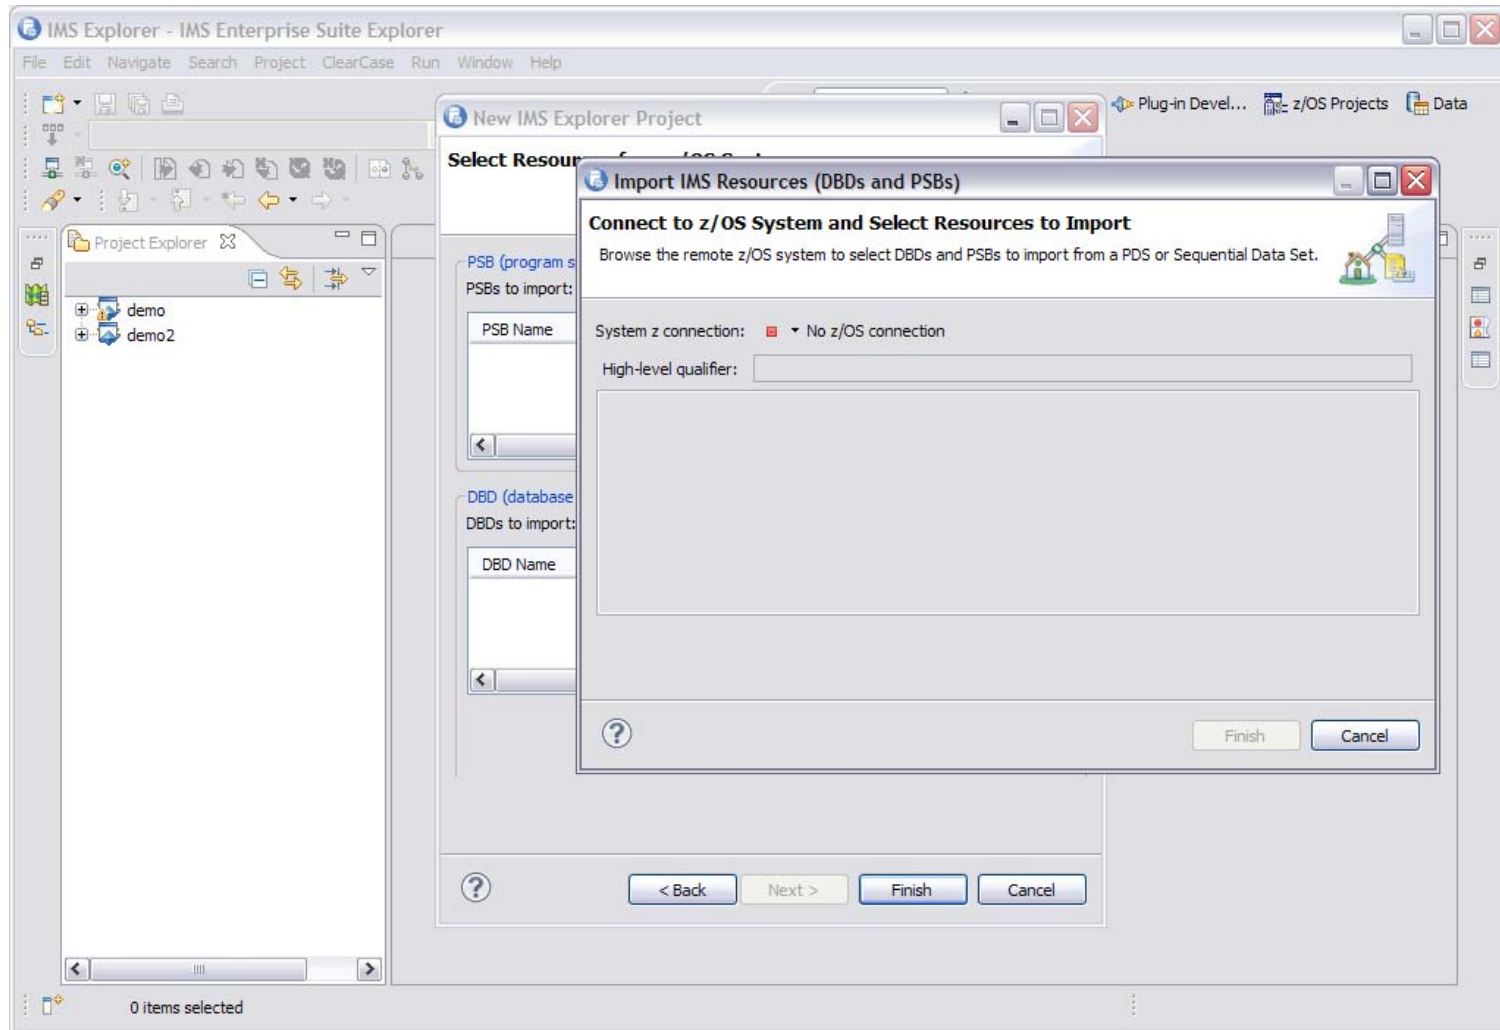 IMS Explorer - IMS Enterprise Suite Explorer
File Edit Navigate Search Project ClearCase Run Window Help
Plug-in Devel... z/OS Projects Data
New IMS Explorer Project
Select Resour
Project Explorer
demo
demo2
PSB (program s
PSBs to import:
PSB Name
DBD (database
DBDs to import:
DBD Name
Import IMS Resources (DBDs and PSBs)
Connect to z/OS System and Select Resources to Import
Browse the remote z/OS system to select DBDs and PSBs to import from a PDS or Sequential Data Set.
System z connection: No z/OS connection
High-level qualifier:
Finish Cancel
< Back Next > Finish Cancel
0 items selected